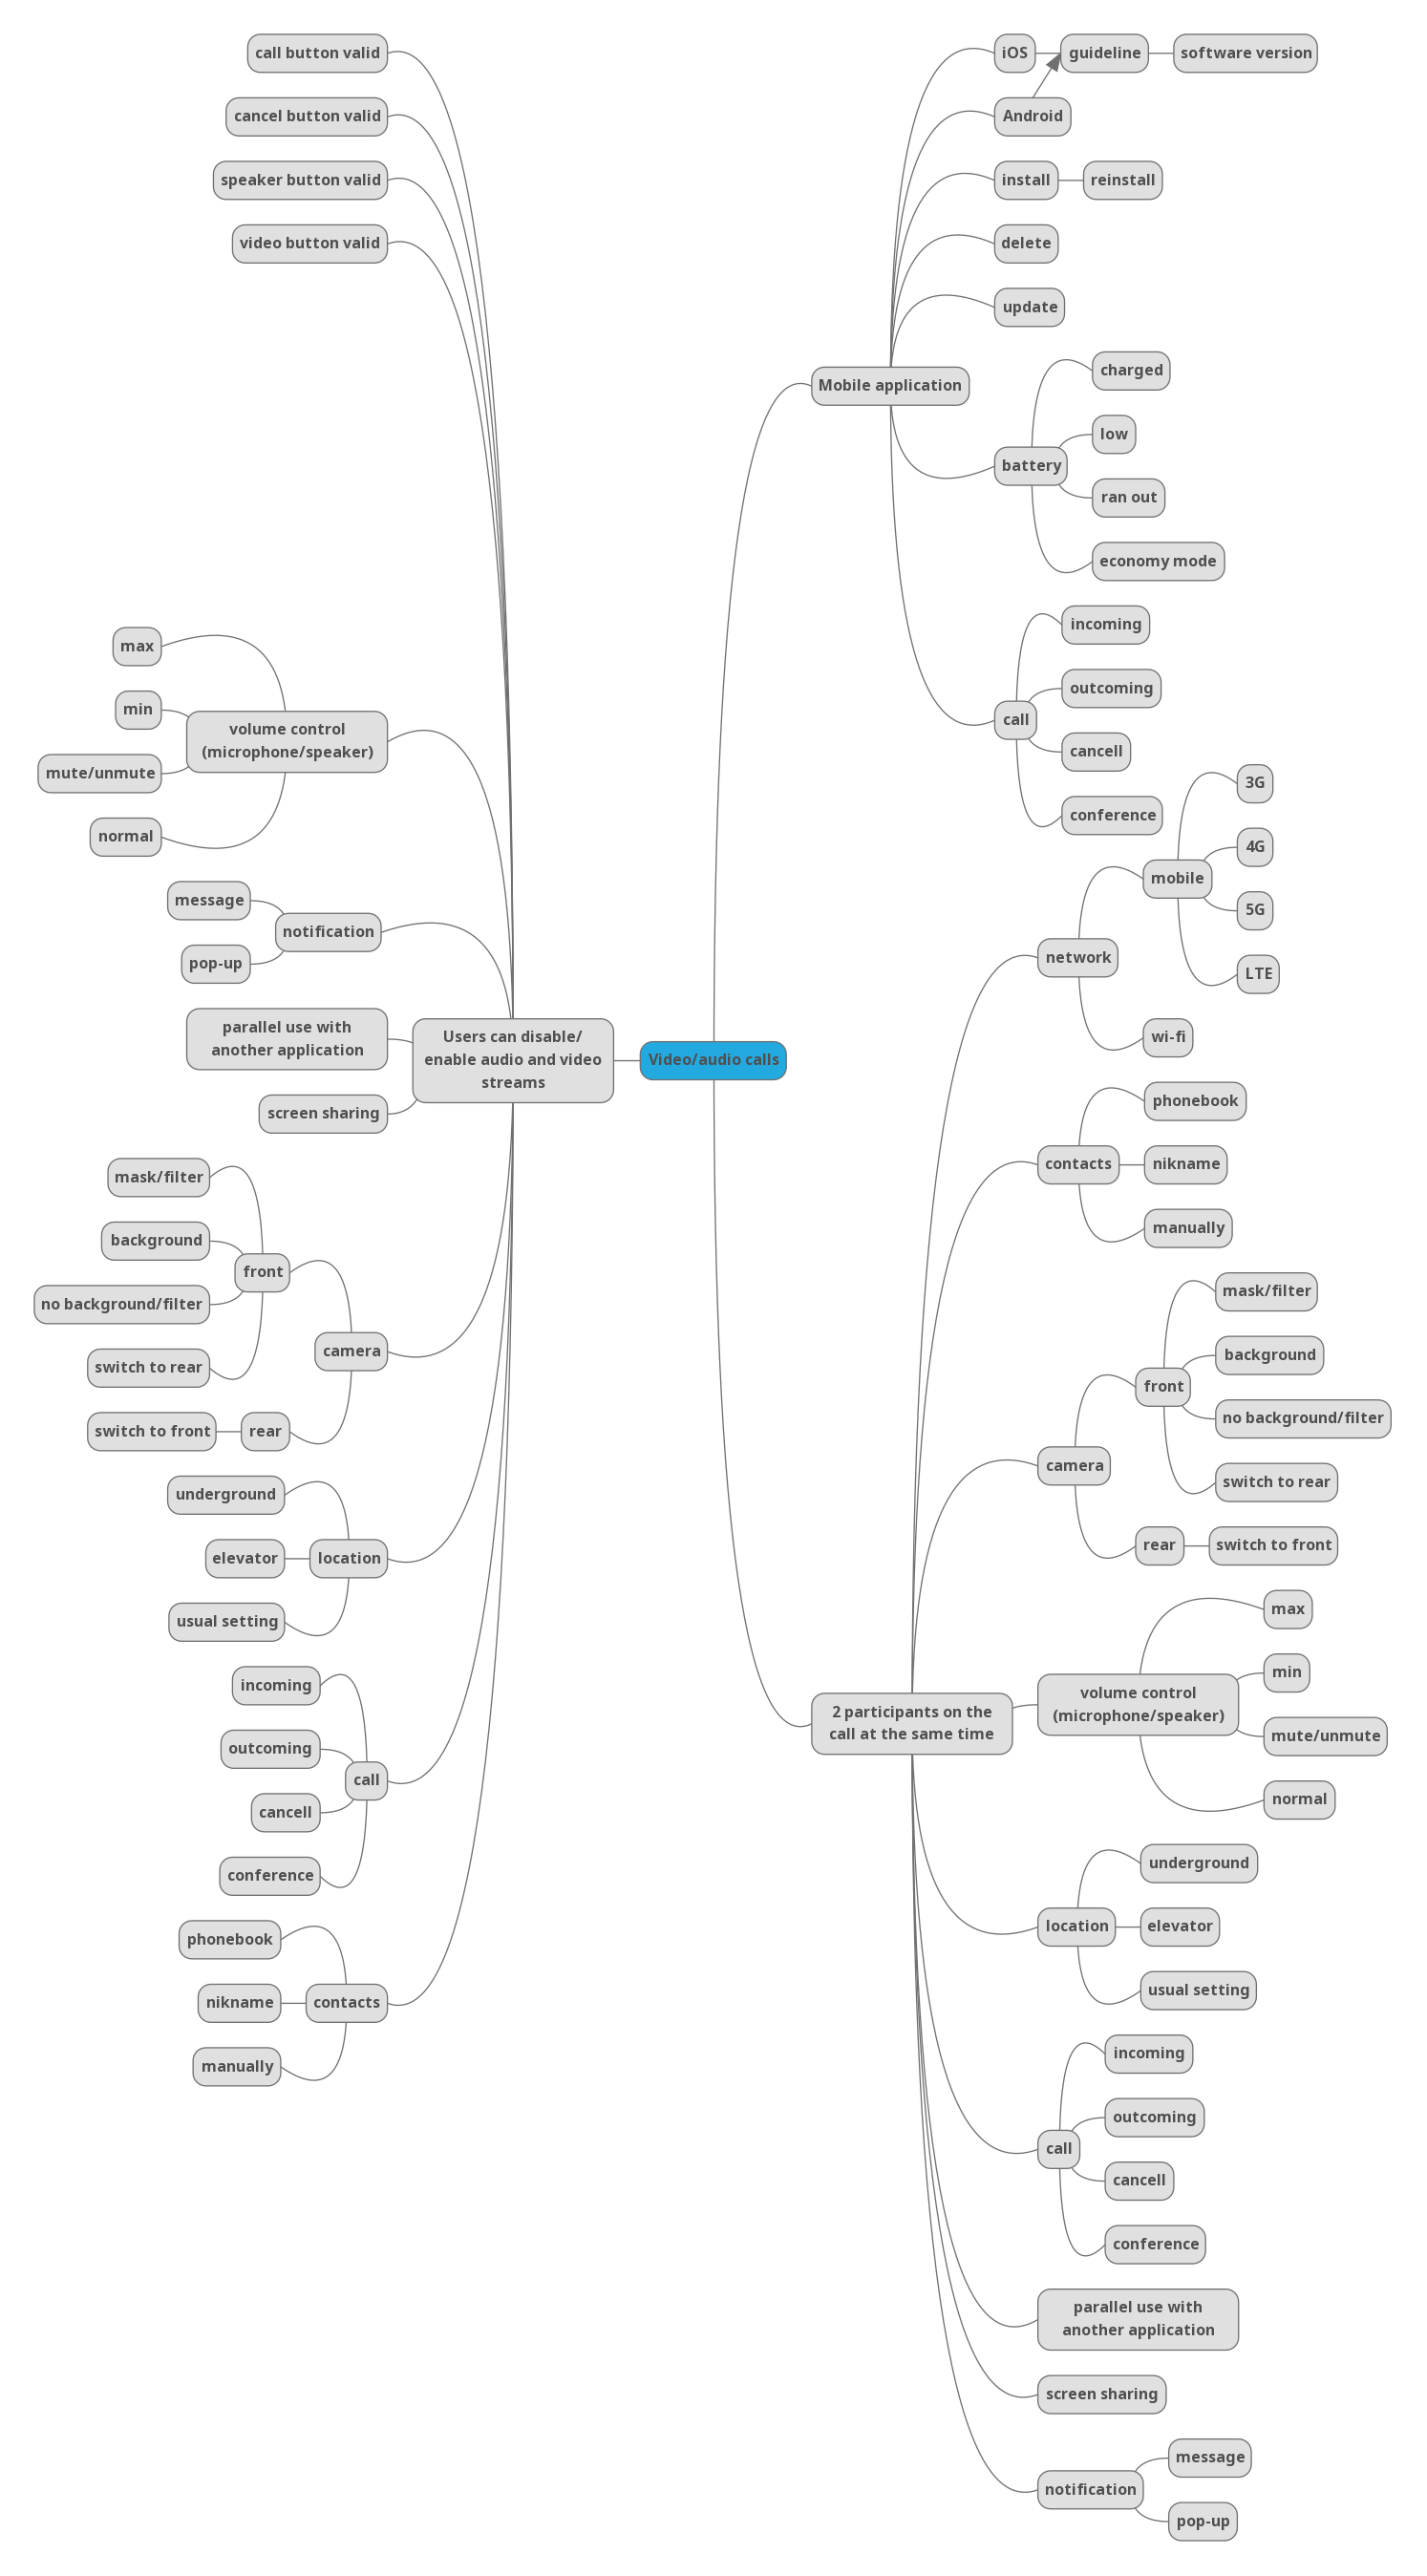 Video/audio calls
Mobile application
iOS
guideline
software version
Android
install
reinstall
delete
update
battery
charged
low
ran out
economy mode
call
incoming
outcoming
cancell
conference
2 participants on the
call at the same time
network
mobile
3G
4G
5G
LTE
wi-fi
contacts
phonebook
nikname
manually
camera
front
mask/filter
background
no background/filter
switch to rear
rear
switch to front
volume control
(microphone/speaker)
max
min
mute/unmute
normal
location
underground
elevator
usual setting
call
incoming
outcoming
cancell
conference
parallel use with
another application
screen sharing
notification
message
pop-up
Users can disable/
enable audio and video
streams
call button valid
cancel button valid
speaker button valid
video button valid
volume control
(microphone/speaker)
max
min
mute/unmute
normal
notification
message
pop-up
parallel use with
another application
screen sharing
camera
front
mask/filter
background
no background/filter
switch to rear
rear
switch to front
location
underground
elevator
usual setting
call
incoming
outcoming
cancell
conference
contacts
phonebook
nikname
manually